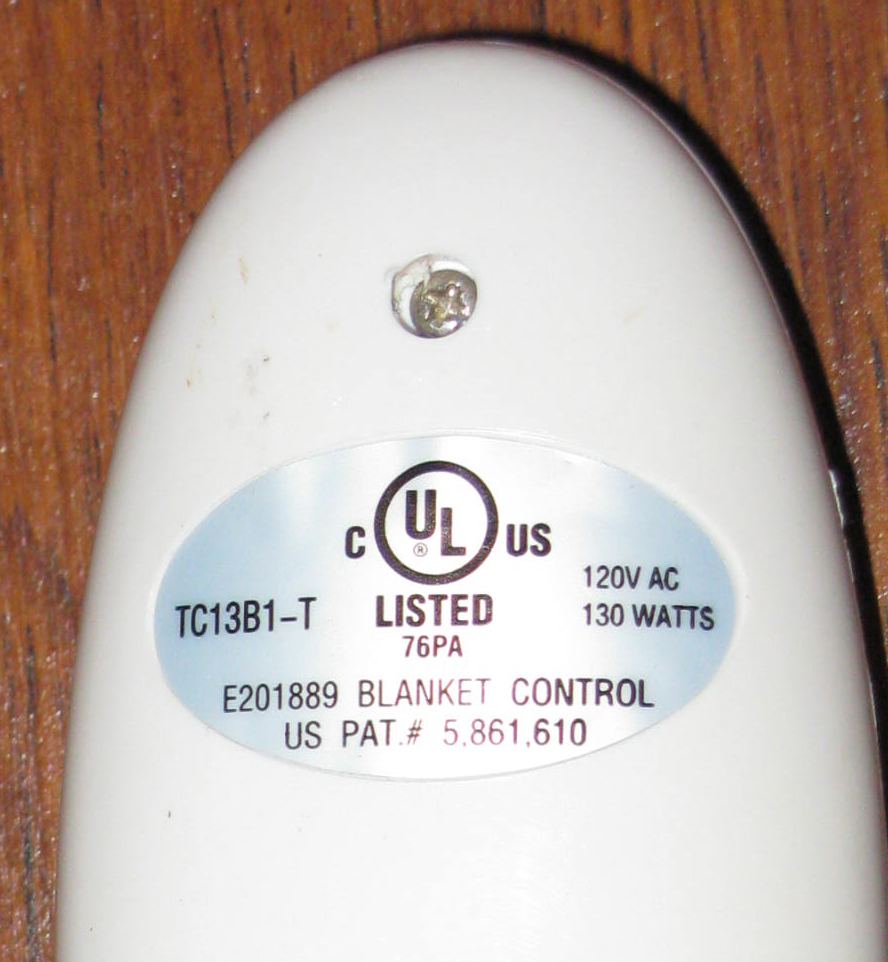 C UL® US
LISTED
76PA
TC13B1-T
120V AC
130 WATTS
E201889 BLANKET CONTROL
US PAT.# 5,861,610